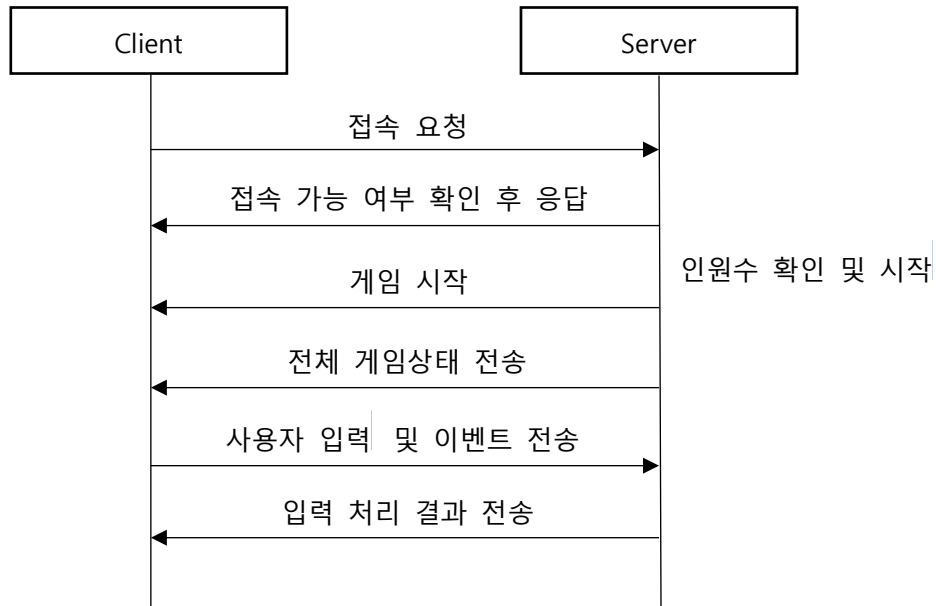 Client
Server
접속 요청
접속 가능 여부 확인 후 응답
인원수 확인 및 시작
게임 시작
전체 게임상태 전송
사용자 입력 및 이벤트 전송
입력 처리 결과 전송